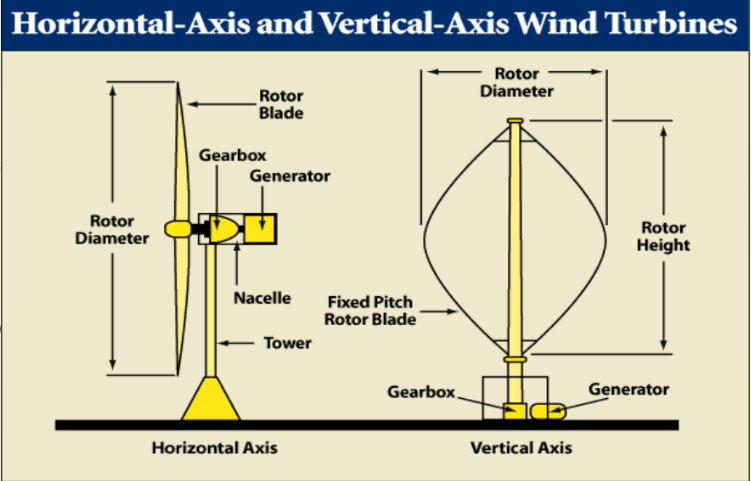 Horizontal-Axis and Vertical-Axis Wind Turbines
Rotor
Blade
Gearbox
Generator
Rotor
Diameter
Nacelle
Tower
Horizontal Axis
Rotor
Diameter
Rotor
Height
Fixed Pitch
Rotor Blade
Gearbox
Generator
Vertical Axis